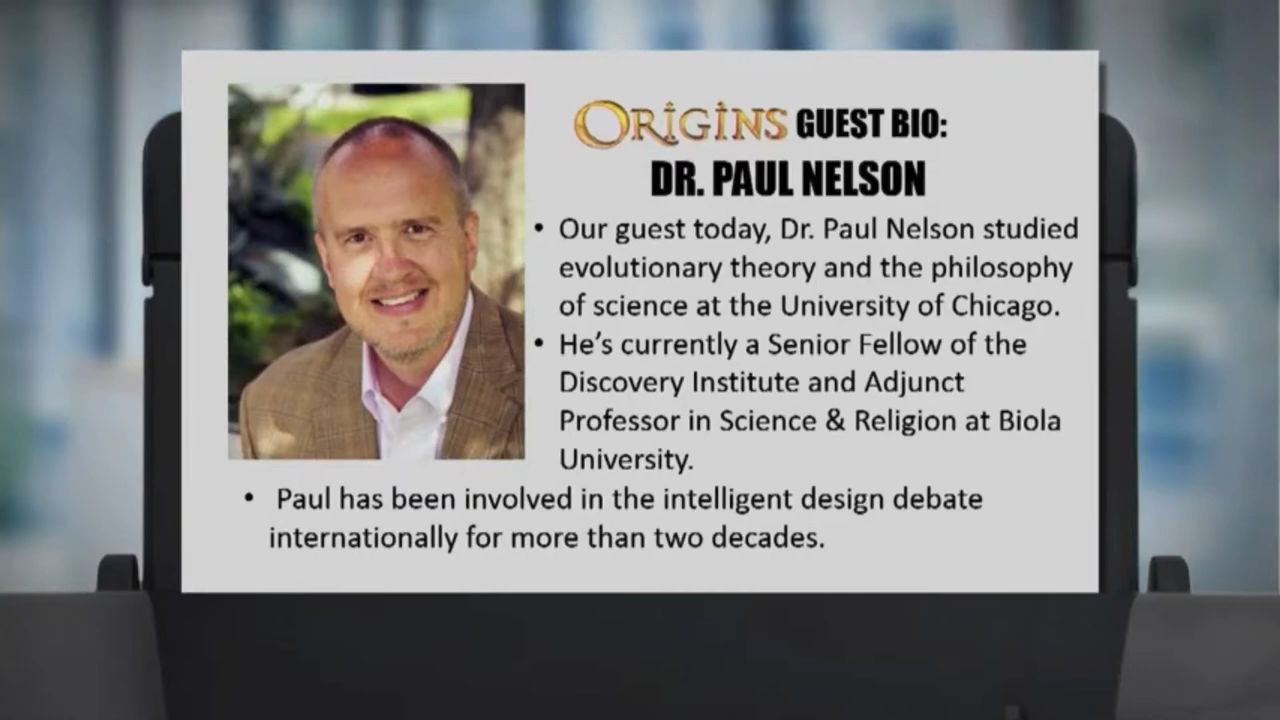 ORIGINS GUEST BIO:
DR. PAUL NELSON
• Our guest today, Dr. Paul Nelson studied
evolutionary theory and the philosophy
of science at the University of Chicago.
• He's currently a Senior Fellow of the
Discovery Institute and Adjunct
Professor in Science & Religion at Biola
University.
• Paul has been involved in the intelligent design debate
internationally for more than two decades.